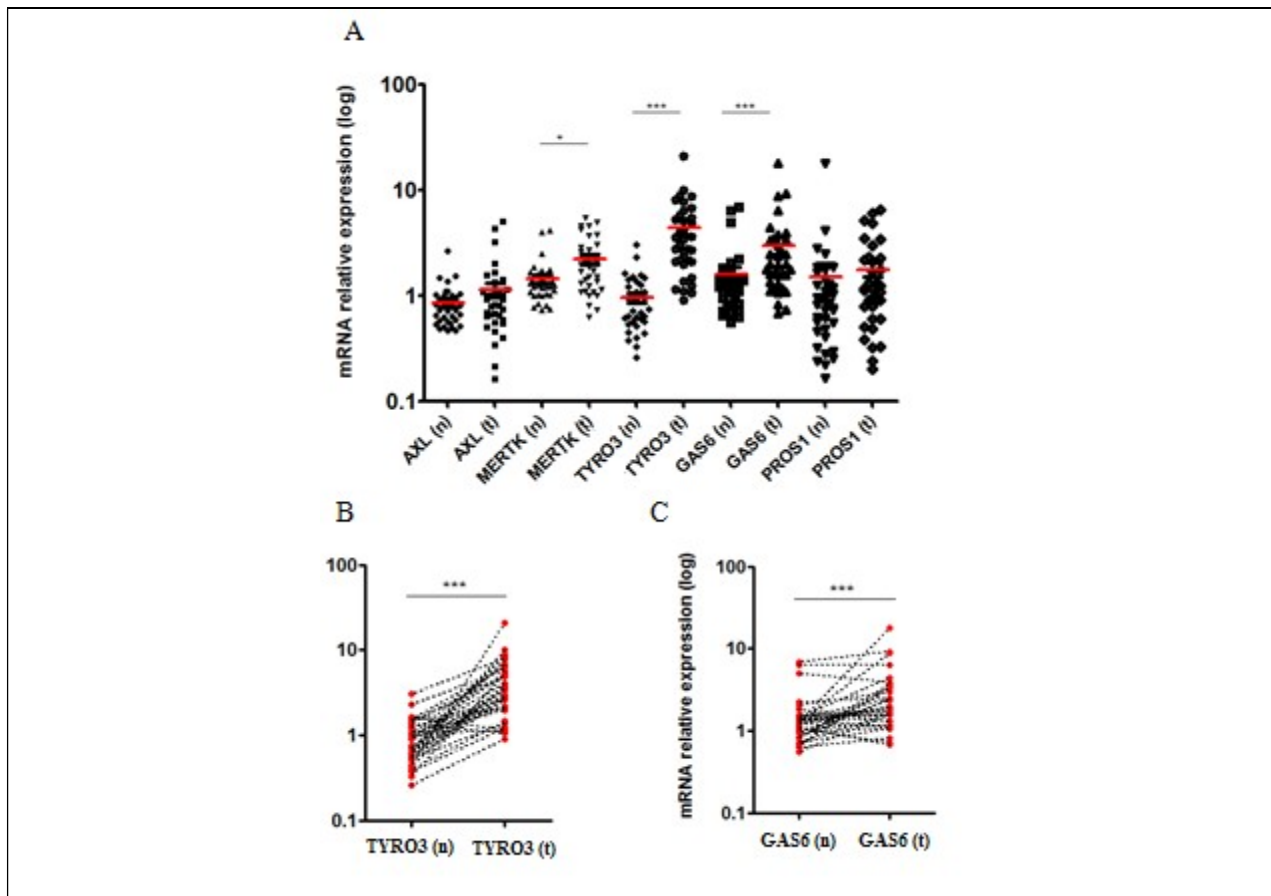 A
mRNA relative expression (log)
100
10
1
0.1
*
***
***
AXL (n)
AXL (t)
MERTK (n)
MERTK (t)
TYRO3 (n)
TYRO3 (t)
GAS6 (n)
GAS6 (t)
PROS1 (n)
PROS1 (t)
B
100
10
1
0.1
***
TYRO3 (n)
TYRO3 (t)
C
mRNA relative expression (log)
100
10
1
0.1
***
GAS6 (n)
GAS6 (t)